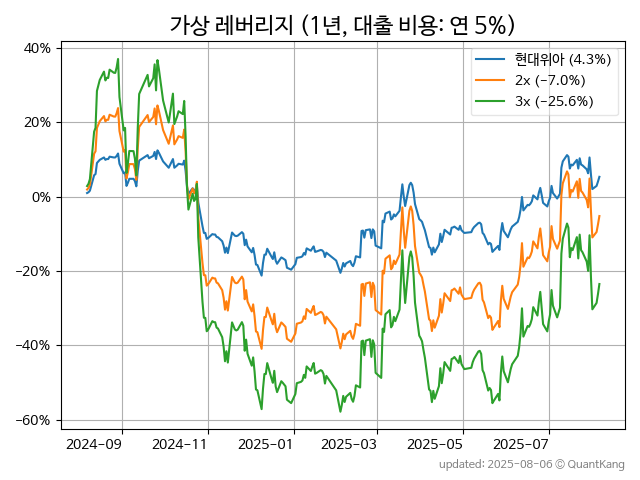 가상 레버리지 (1년, 대출 비용: 연 5%)
40%
20%
0%
−20%
−40%
−60%
현대위아 (4.3%)
2x (−7.0%)
3x (−25.6%)
2024-09
2024-11
2025-01
2025-03
2025-05
2025-07
updated: 2025-08-06 © QuantKang